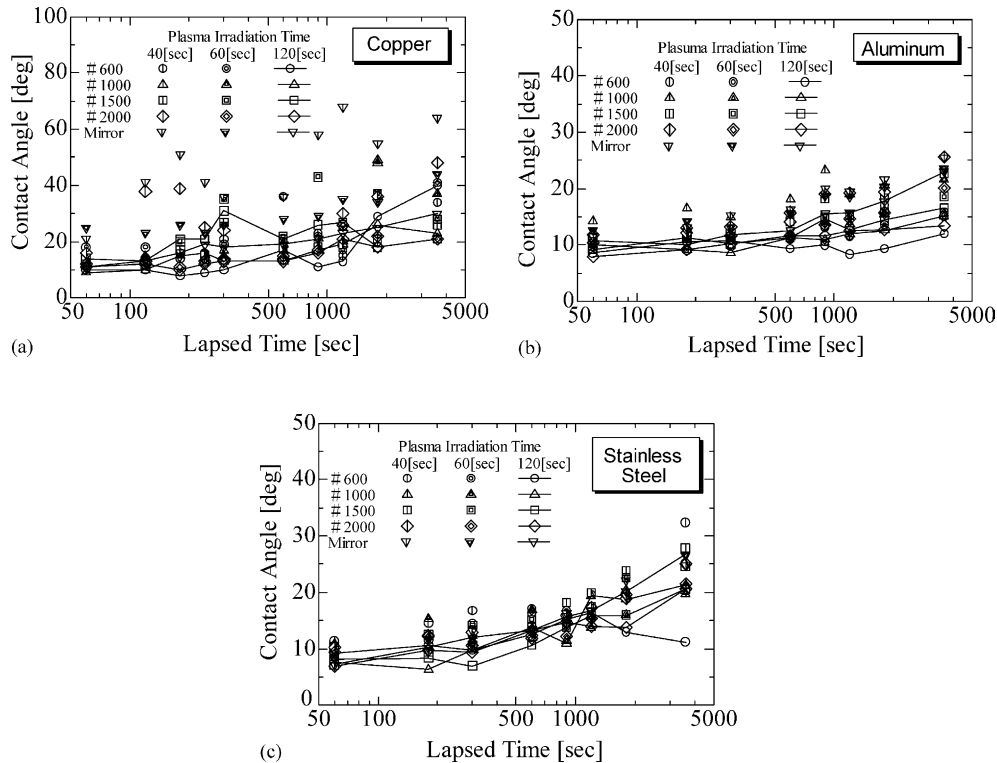 (a)
Contact Angle [deg]
100
80
60
40
20
0
Plasma Irradiation Time
40[sec] 60[sec] 120[sec]
# 600
# 1000
# 1500
# 2000
Mirror
Copper
50 100 500 1000 5000
Lapsed Time [sec]
(b)
Contact Angle [deg]
50
40
30
20
10
0
Plasuma Irradiation Time
40[sec] 60[sec] 120[sec]
# 600
# 1000
# 1500
# 2000
Mirror
Aluminum
50 100 500 1000 5000
Lapsed Time [sec]
(c)
Contact Angle [deg]
50
40
30
20
10
0
Plasma Irradiation Time
40[sec] 60[sec] 120[sec]
# 600
# 1000
# 1500
# 2000
Mirror
Stainless
Steel
50 100 500 1000 5000
Lapsed Time [sec]